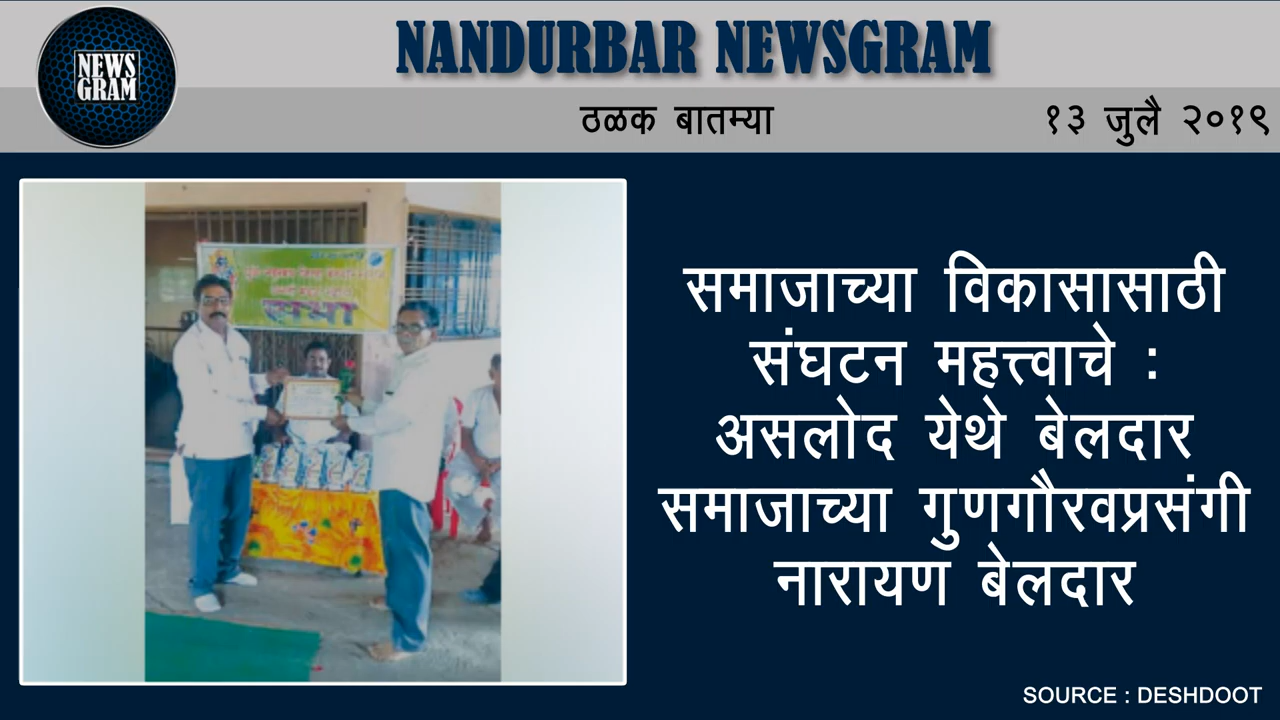 NEWS
GRAM
NANDURBAR NEWSGRAM
ठळक बातम्या
१३ जुलै २०१९
सभा
समाजाच्या विकासासाठी
संघटन महत्त्वाचे :
असलोद येथे बेलदार
समाजाच्या गुणगौरवप्रसंगी
नारायण बेलदार
SOURCE : DESHDOOT